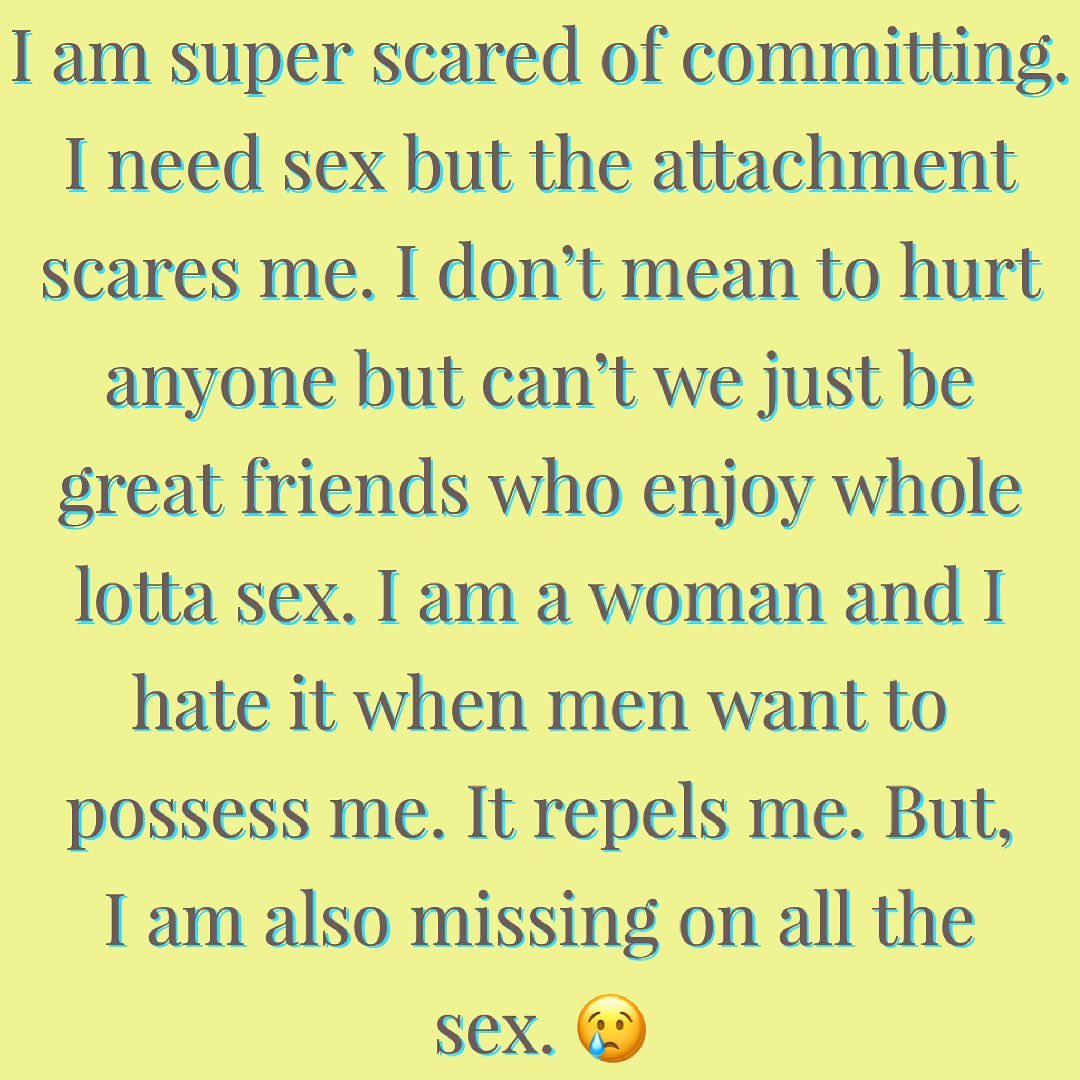 I am super scared of committing.
I need sex but the attachment
scares me. I don’t mean to hurt
anyone but can’t we just be
great friends who enjoy whole
lotta sex. I am a woman and I
hate it when men want to
possess me. It repels me. But,
I am also missing on all the
sex. 😢